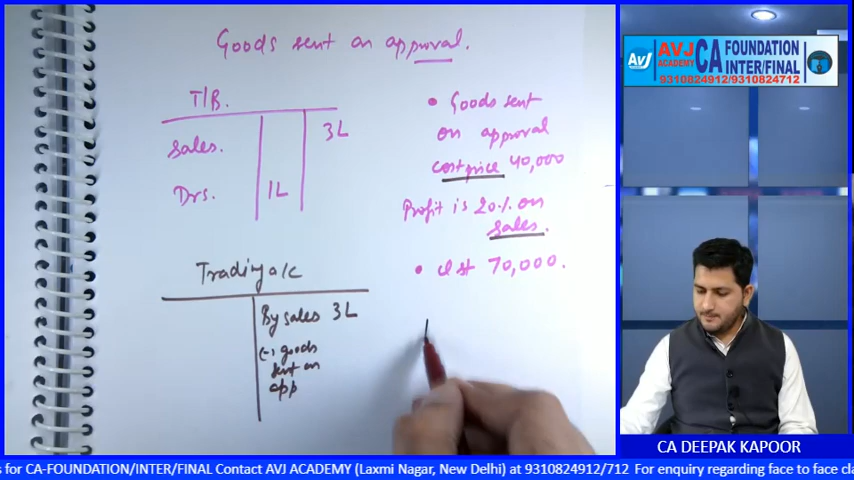 Goods sent on approval.
T/B.
Sales. 3L
Drs. 1L
• Goods sent
on approval
cost price 40,000
Profit is 20% on
sales.
• clst 70,000.
Trading a/c
By sales 3L
(-) goods
sent on
app
AVJ
ACADEMY
CA
FOUNDATION
INTER/FINAL
9310824912/9310824712
AVJ
CA DEEPAK KAPOOR
s for CA-FOUNDATION/INTER/FINAL Contact AVJ ACADEMY (Laxmi Nagar, New Delhi) at 9310824912/712 For enquiry regarding face to face cla